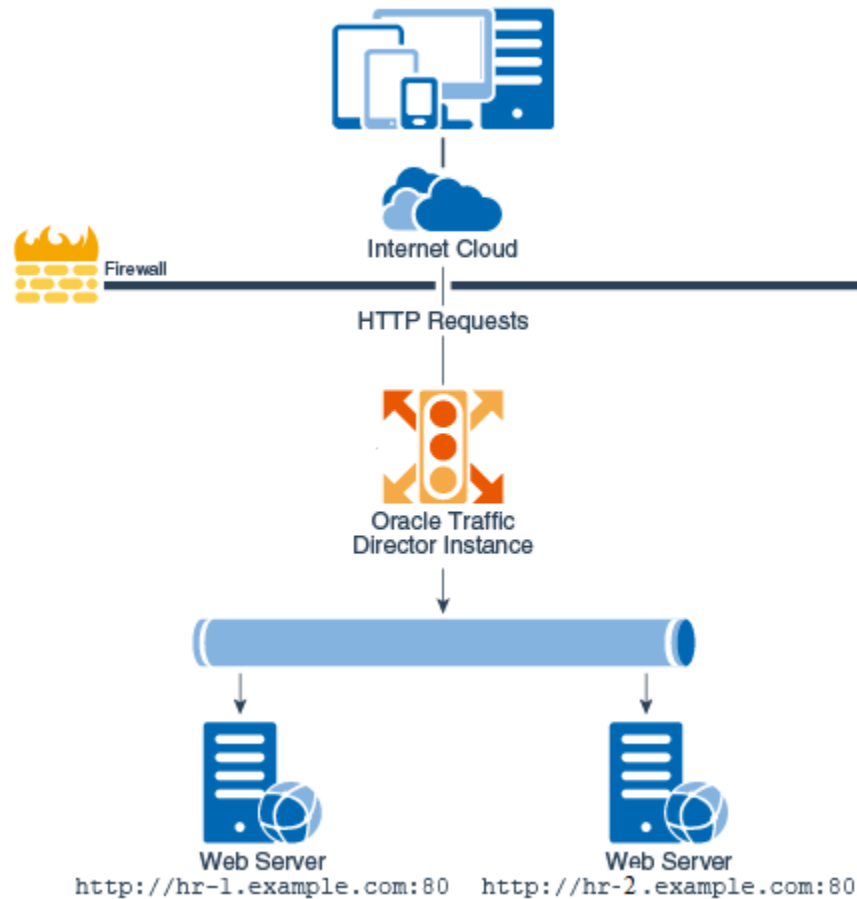 Internet Cloud
Firewall
HTTP Requests
Oracle Traffic
Director Instance
Web Server
http://hr-1.example.com:80
Web Server
http://hr-2.example.com:80